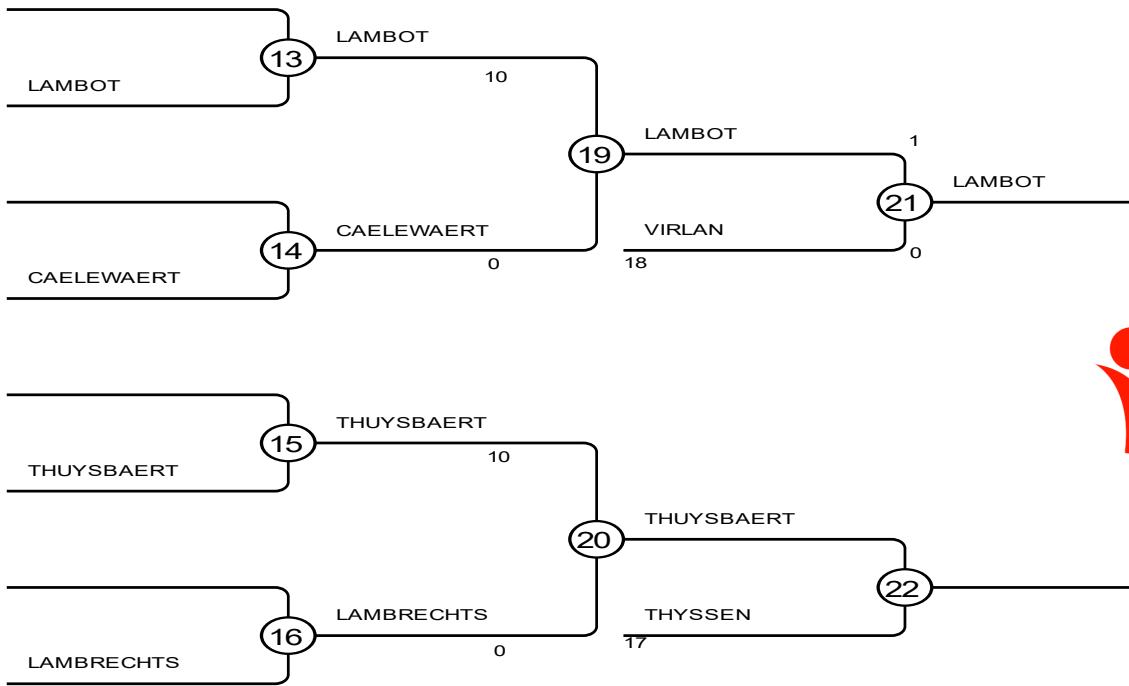 LAMBOT
13
10
LAMBOT
LAMBOT
1
19
LAMBOT
21
CAELEWAERT
VIRLAN
14
0
18
0
CAELEWAERT
THUYSBAERT
15
10
THUYSBAERT
THUYSBAERT
20
22
LAMBRECHTS
THYSSEN
16
0
17
LAMBRECHTS